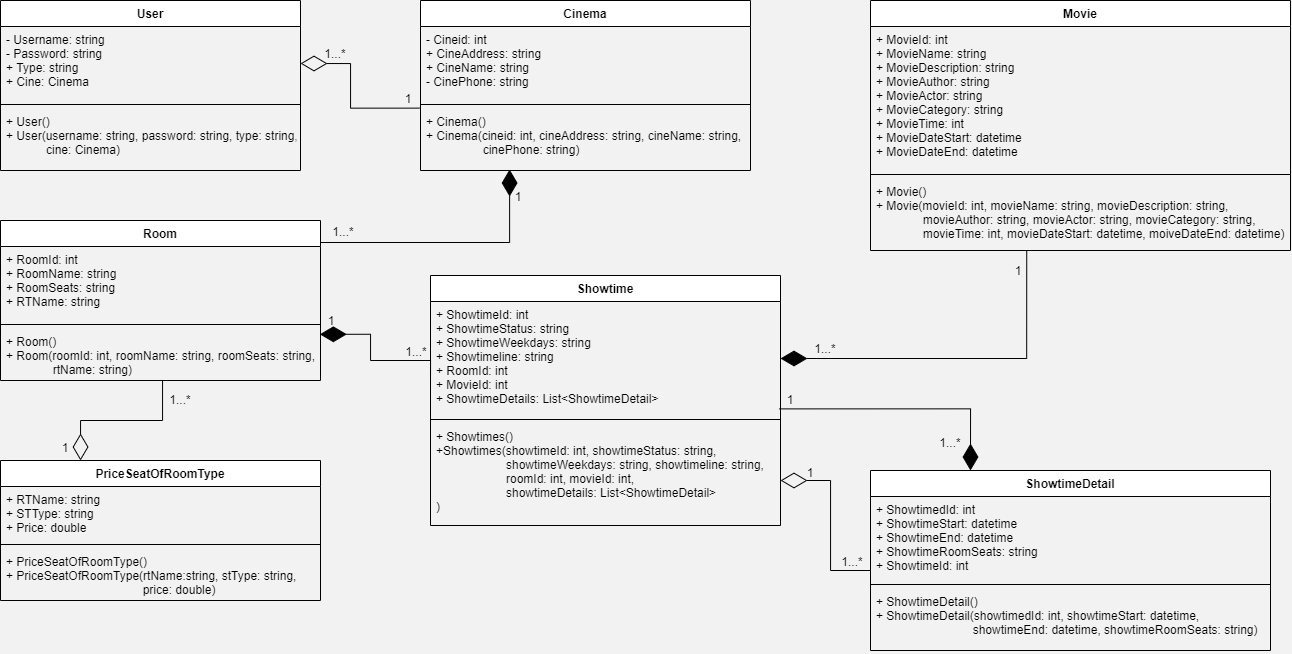 User
- Username: string
- Password: string
+ Type: string
+ Cine: Cinema
+ User()
+ User(username: string, password: string, type: string,
cine: Cinema)
1...*
1
Cinema
- Cineid: int
+ CineAddress: string
+ CineName: string
- CinePhone: string
+ Cinema()
+ Cinema(cineid: int, cineAddress: string, cineName: string,
cinePhone: string)
1
1...*
Movie
+ MovieId: int
+ MovieName: string
+ MovieDescription: string
+ MovieAuthor: string
+ MovieActor: string
+ MovieCategory: string
+ MovieTime: int
+ MovieDateStart: datetime
+ MovieDateEnd: datetime
+ Movie()
+ Movie(movieId: int, movieName: string, movieDescription: string,
movieAuthor: string, movieActor: string, movieCategory: string,
movieTime: int, movieDateStart: datetime, moiveDateEnd: datetime)
1
1...*
Room
+ RoomId: int
+ RoomName: string
+ RoomSeats: string
+ RTName: string
+ Room()
+ Room(roomId: int, roomName: string, roomSeats: string,
rtName: string)
1
1...*
1...*
1
Showtime
+ ShowtimeId: int
+ ShowtimeStatus: string
+ ShowtimeWeekdays: string
+ Showtimeline: string
+ RoomId: int
+ MovieId: int
+ ShowtimeDetails: List<ShowtimeDetail>
+ Showtimes()
+Showtimes(showtimeId: int, showtimeStatus: string,
showtimeWeekdays: string, showtimeline: string,
roomId: int, movieId: int,
showtimeDetails: List<ShowtimeDetail>
)
1
1...*
1
1...*
PriceSeatOfRoomType
+ RTName: string
+ STType: string
+ Price: double
+ PriceSeatOfRoomType()
+ PriceSeatOfRoomType(rtName:string, stType: string,
price: double)
ShowtimeDetail
+ ShowtimedId: int
+ ShowtimeStart: datetime
+ ShowtimeEnd: datetime
+ ShowtimeRoomSeats: string
+ ShowtimeId: int
+ ShowtimeDetail()
+ ShowtimeDetail(showtimedId: int, showtimeStart: datetime,
showtimeEnd: datetime, showtimeRoomSeats: string)